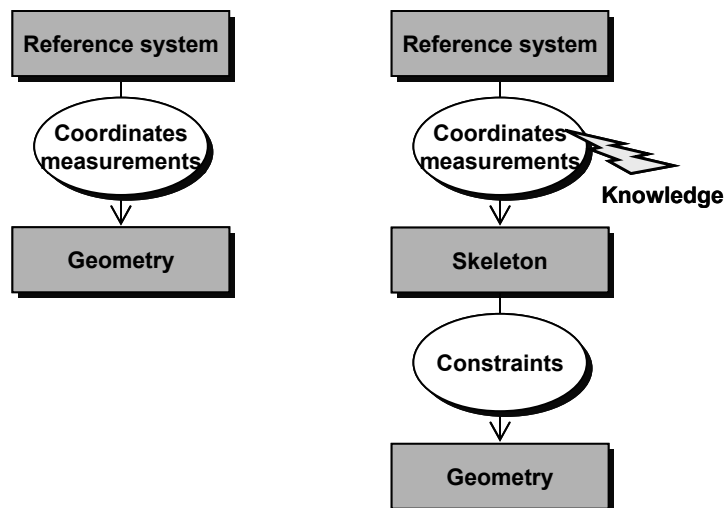 Reference system
Coordinates
measurements
Geometry
Reference system
Coordinates
measurements
Knowledge
Skeleton
Constraints
Geometry